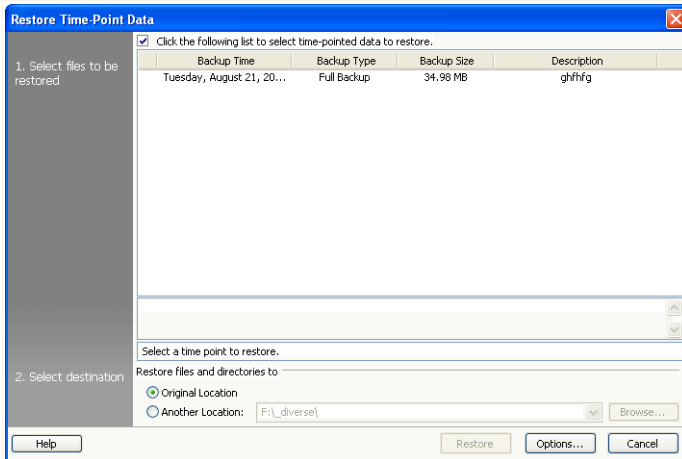 Restore Time-Point Data
1. Select files to be
restored
Click the following list to select time-pointed data to restore.
Backup Time Backup Type Backup Size Description
Tuesday, August 21, 20... Full Backup 34.98 MB ghfhfg
Select a time point to restore.
2. Select destination
Restore files and directories to
Original Location
Another Location: F:\_diverse\ Browse...
Help Restore Options... Cancel